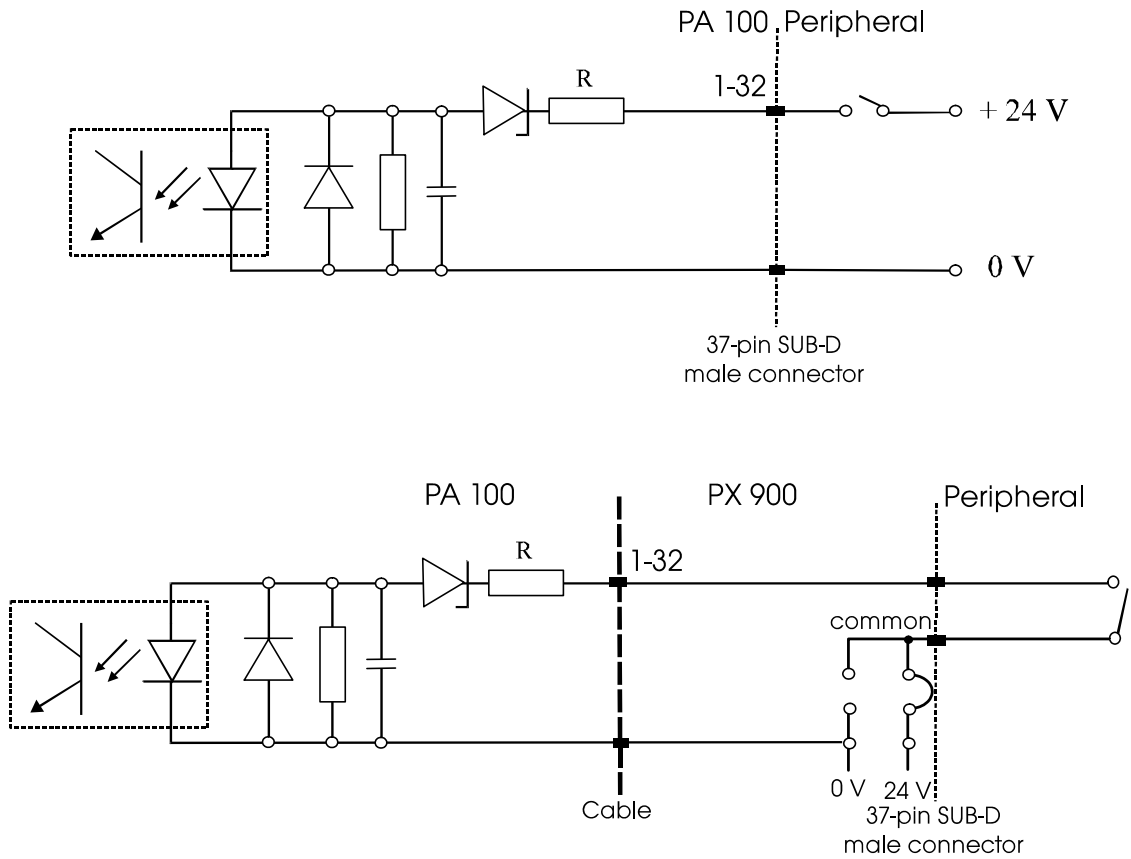 PA 100 Peripheral
R
1-32
+ 24 V
0 V
37-pin SUB-D
male connector
PA 100
PX 900
Peripheral
R
1-32
common
0 V
24 V
Cable
37-pin SUB-D
male connector